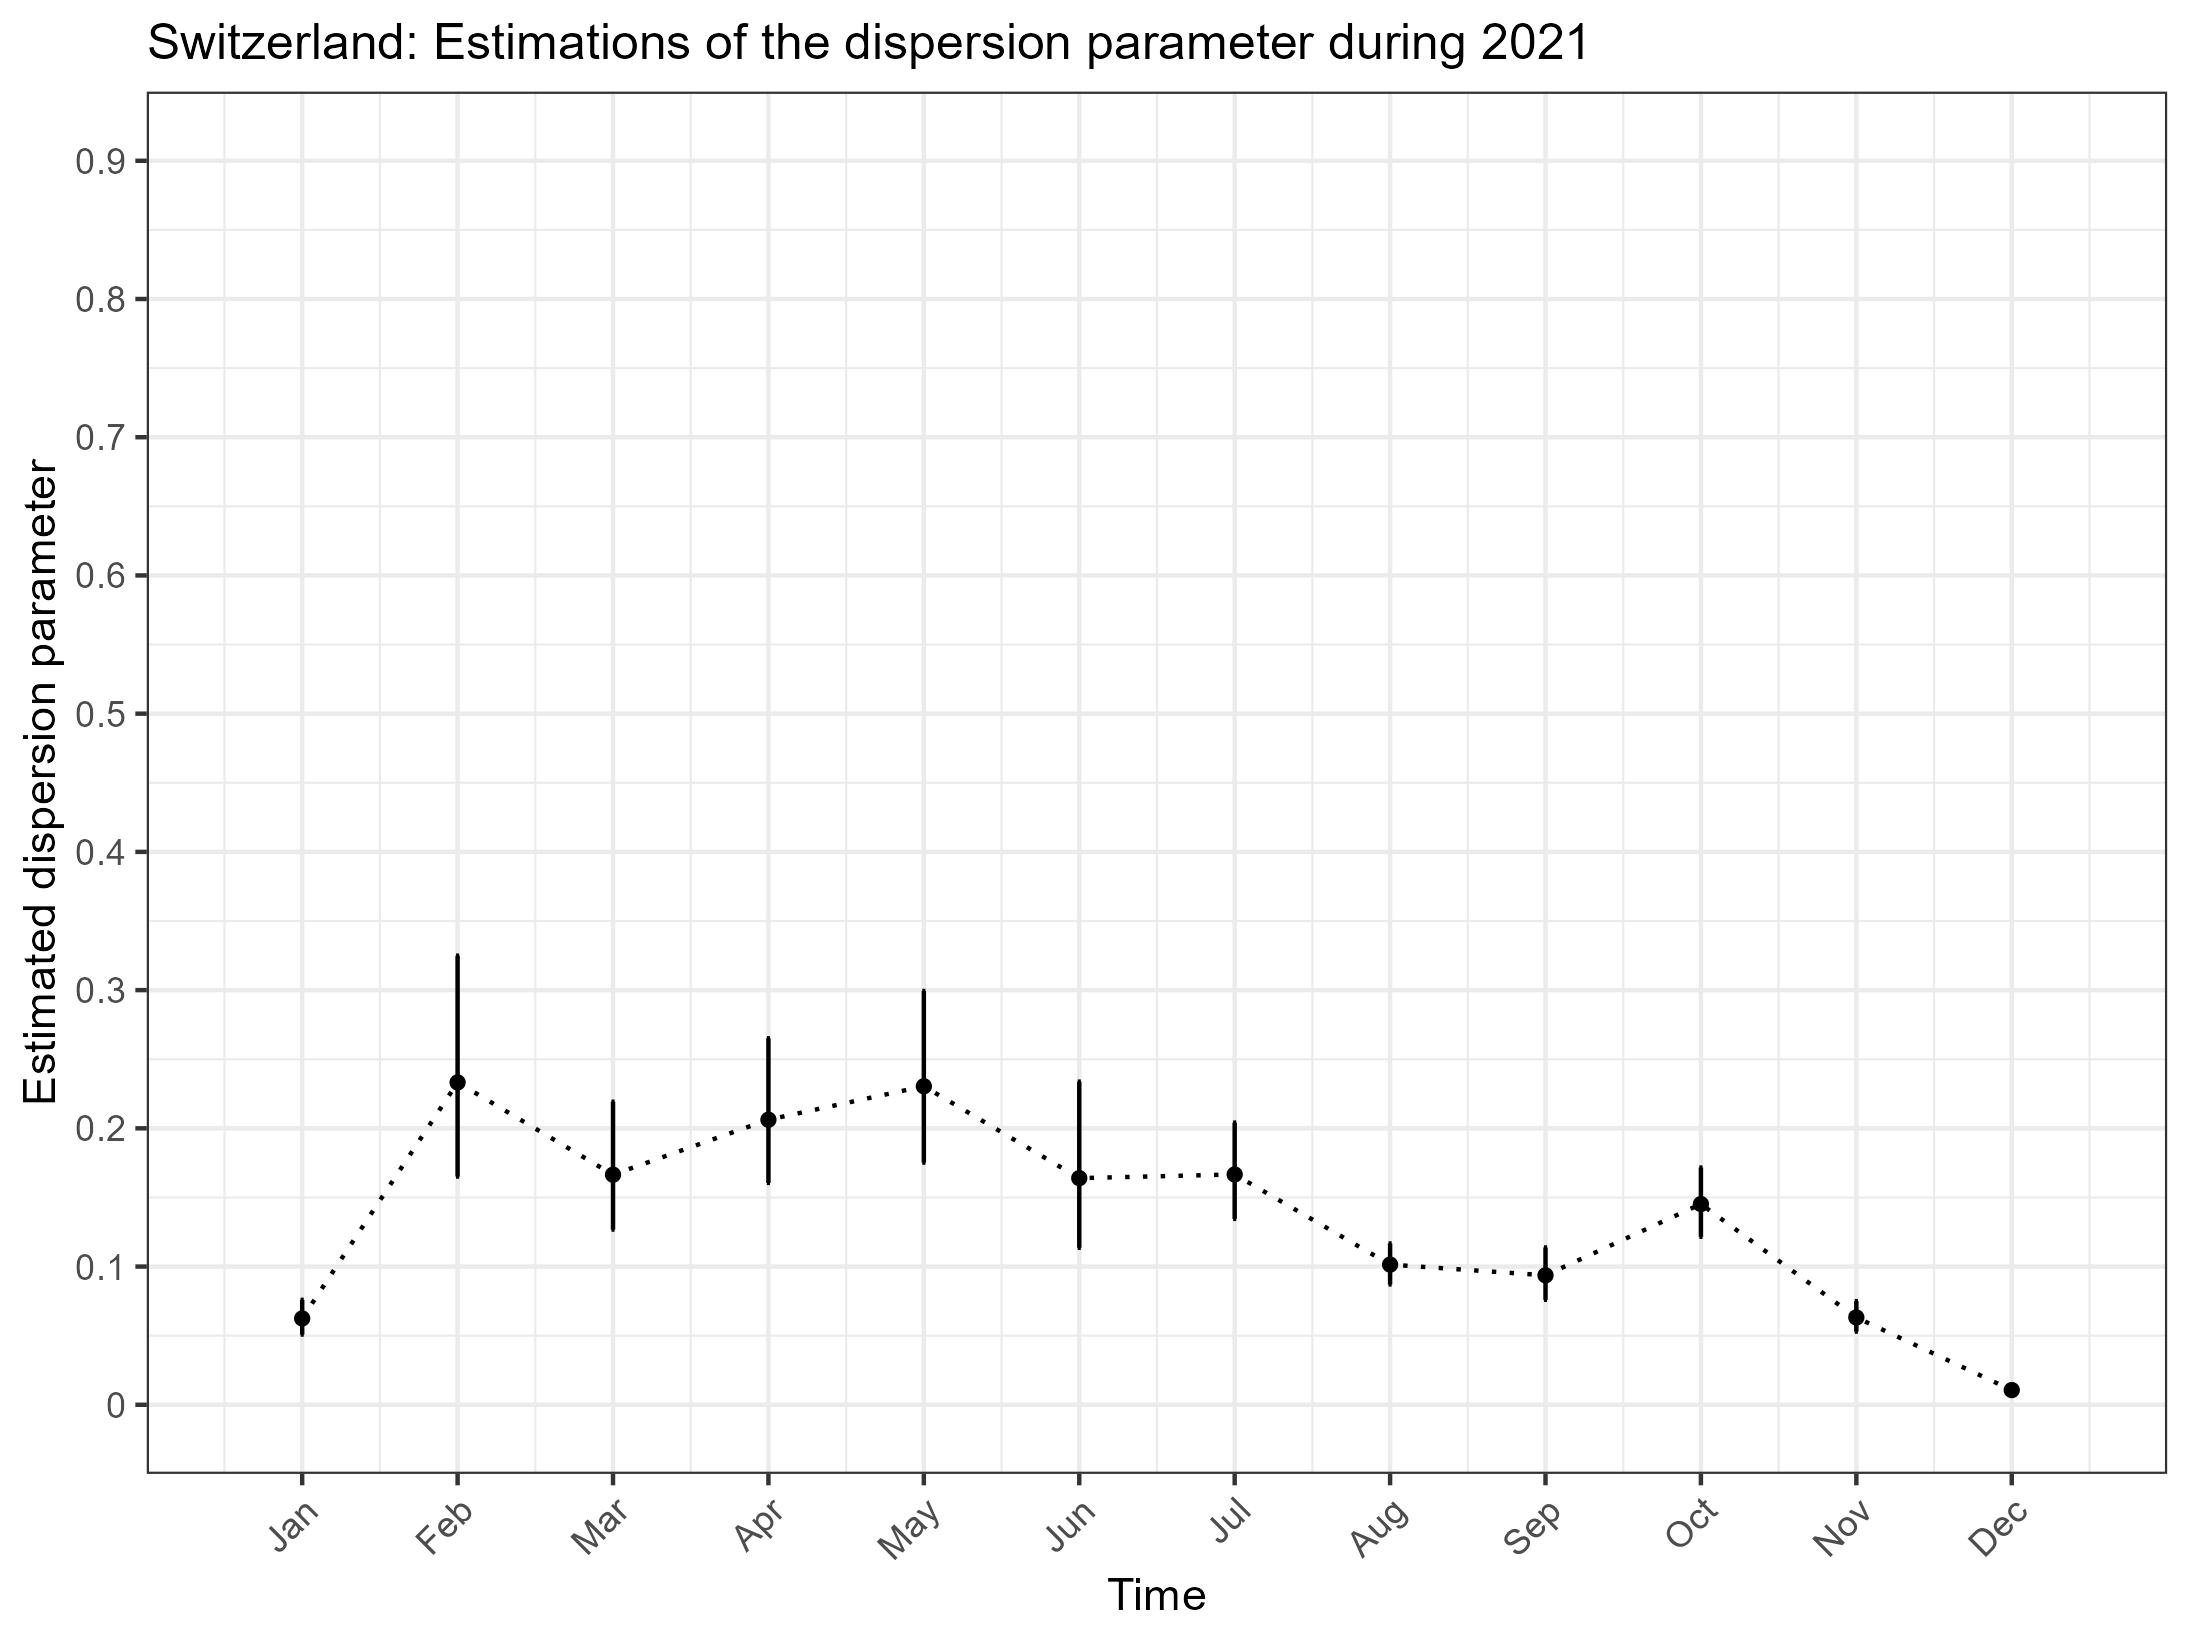 Switzerland: Estimations of the dispersion parameter during 2021
Estimated dispersion parameter
0.9
0.8
0.7
0.6
0.5
0.4
0.3
0.2
0.1
0
Jan Feb Mar Apr May Jun Jul Aug Sep Oct Nov Dec
Time